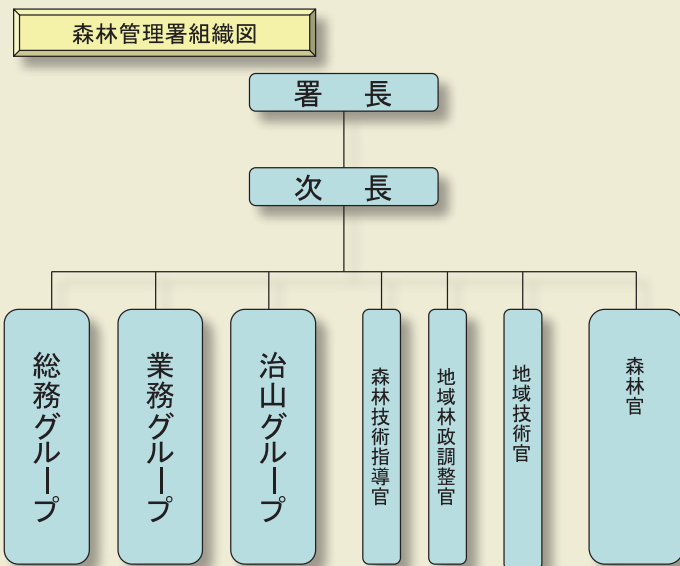 森林管理署組織図
署　長
次　長
総務グループ
業務グループ
治山グループ
森林技術指導官
地域林政調整官
地域技術官
森林官